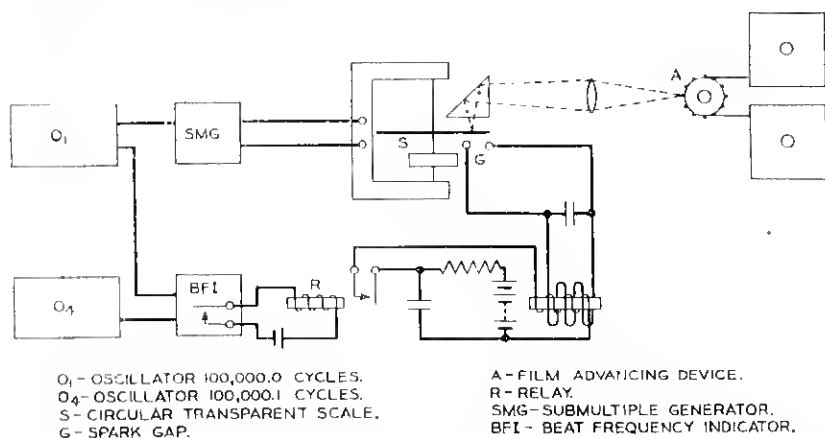 A
O₁
SMG
S
G
O₄
BFI
R
O₁-OSCILLATOR 100,000.0 CYCLES.
O₄-OSCILLATOR 100,000.1 CYCLES.
S-CIRCULAR TRANSPARENT SCALE.
G-SPARK GAP.
A-FILM ADVANCING DEVICE.
R-RELAY.
SMG-SUBMULTIPLE GENERATOR.
BFI-BEAT FREQUENCY INDICATOR.